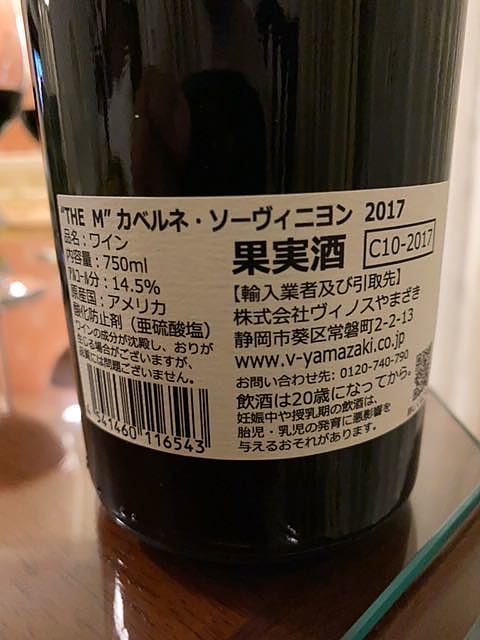 "THE M" カベルネ・ソーヴィニヨン 2017
品名：ワイン
内容量：750ml
アルコール分：14.5%
原産国：アメリカ
酸化防止剤（亜硫酸塩）
ワインの成分が沈殿し、おりが
生じる場合がございますが、
品質には問題ございません。
541460 116543
果実酒
C10-2017
【輸入業者及び引取先】
株式会社ヴィノスやまざき
静岡市葵区常磐町2-2-13
www.v-yamazaki.co.jp
お問い合わせ先: 0120-740-790
飲酒は20歳になってから。
妊娠中や授乳期の飲酒は、
胎児・乳児の発育に悪影響を
与えるおそれがあります。